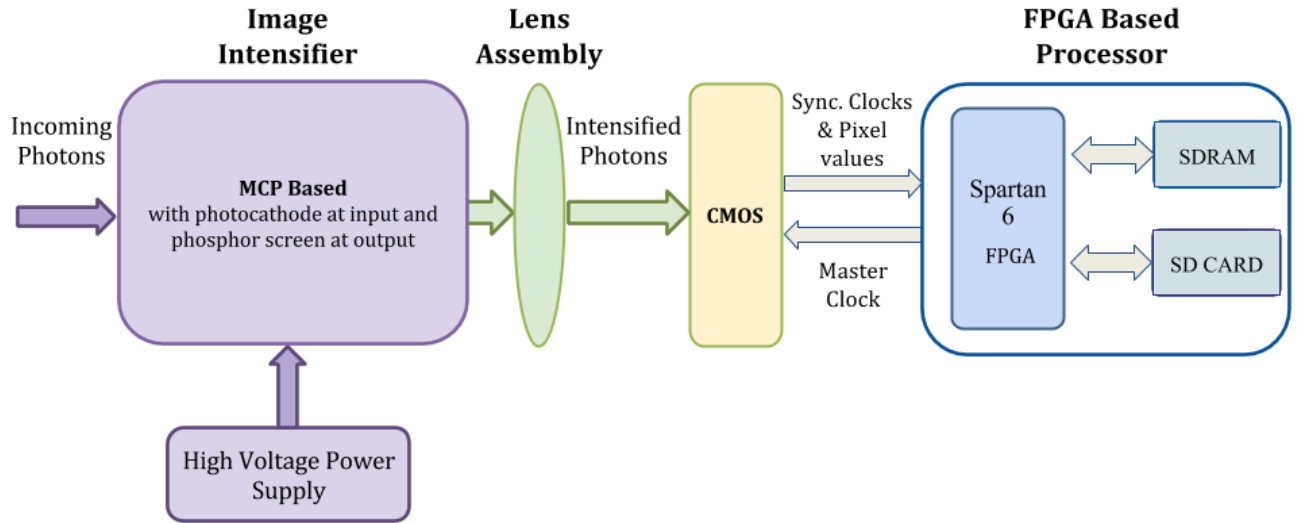 Image
Intensifier
Lens
Assembly
FPGA Based
Processor
Incoming
Photons
MCP Based
with photocathode at input and
phosphor screen at output
Intensified
Photons
CMOS
Sync. Clocks
& Pixel
values
Master
Clock
Spartan
6
FPGA
SDRAM
SD CARD
High Voltage Power
Supply